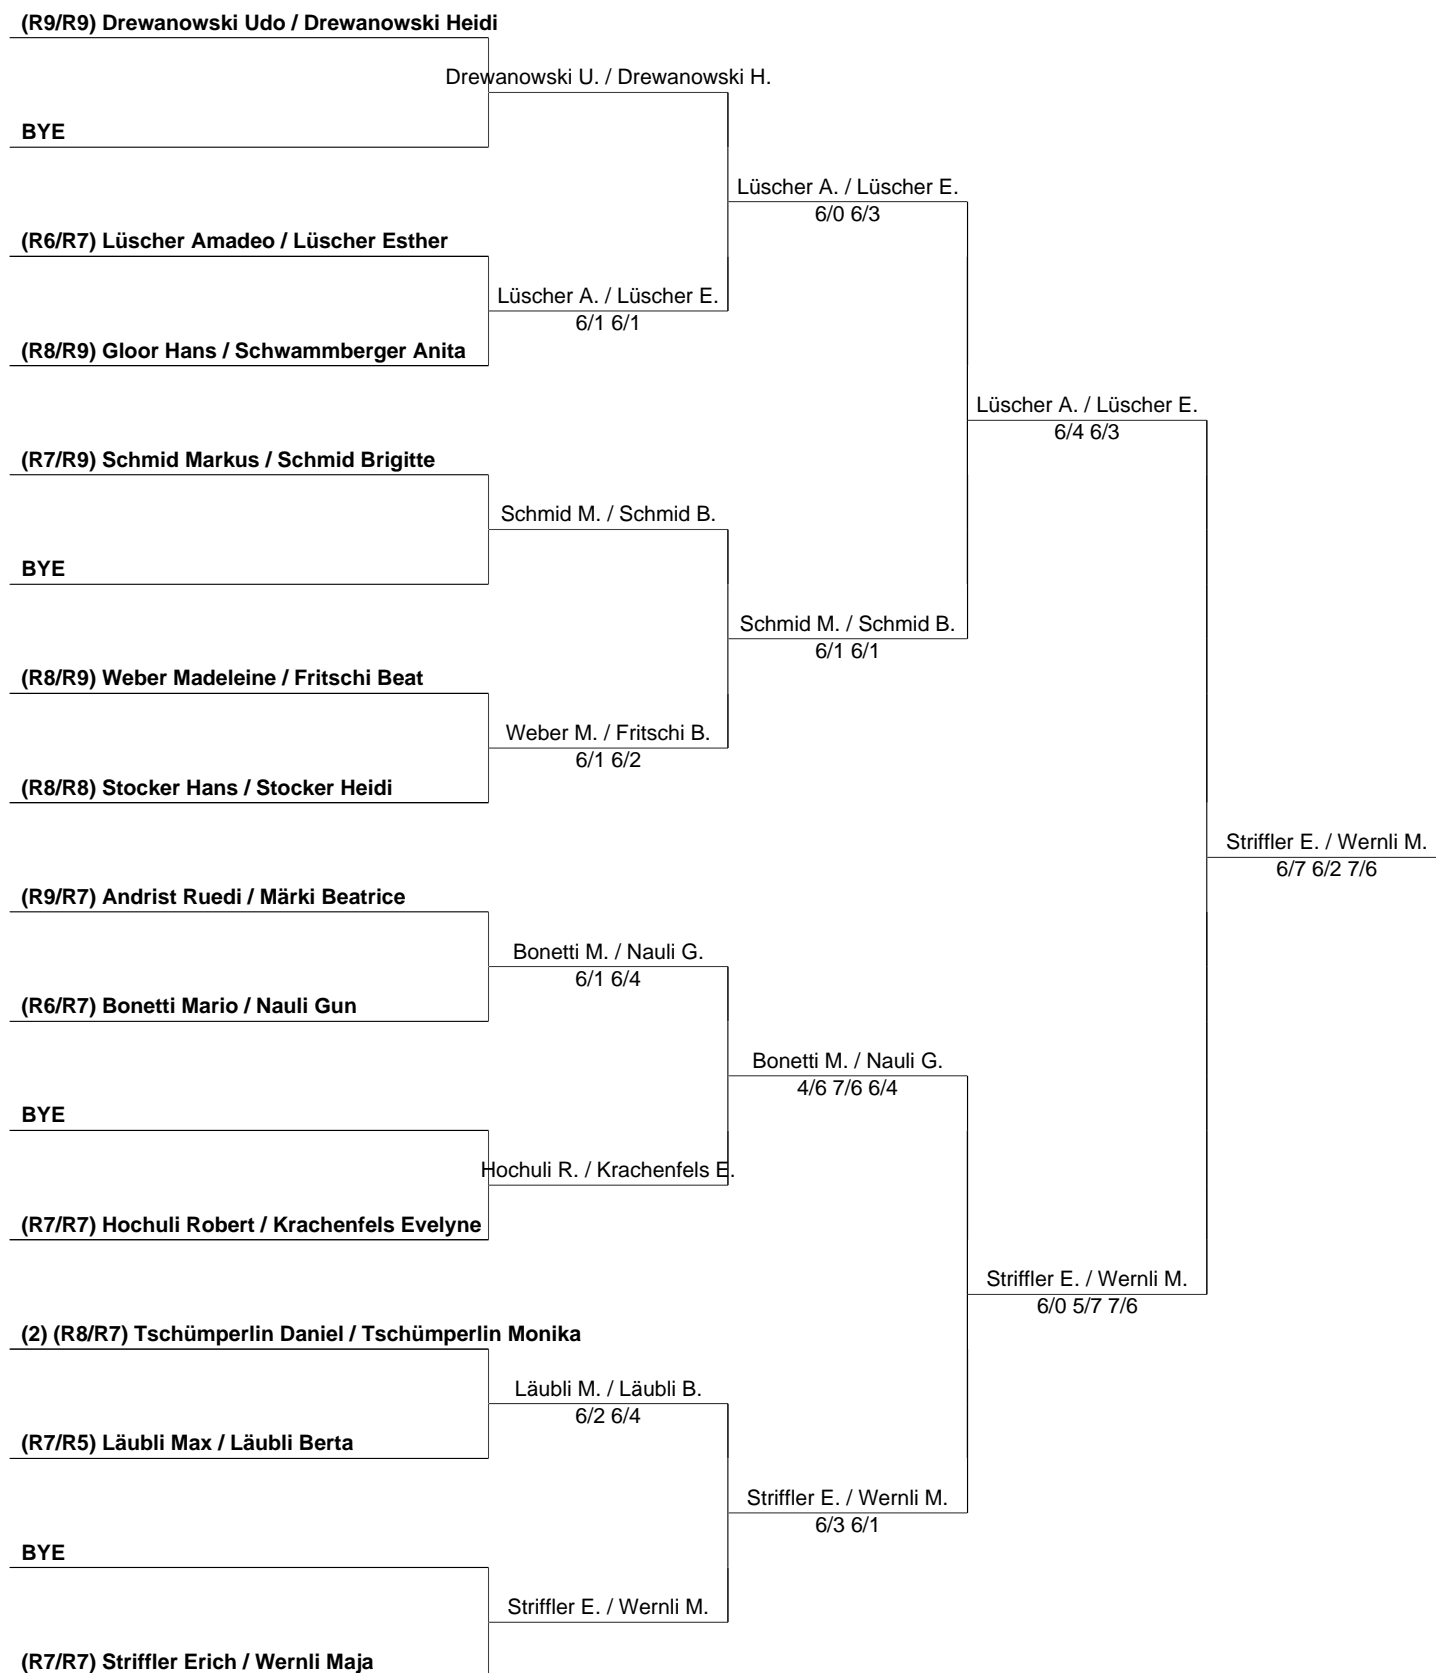 (R9/R9) Drewanowski Udo / Drewanowski Heidi
Drewanowski U. / Drewanowski H.
BYE
Lüscher A. / Lüscher E.
6/0 6/3
(R6/R7) Lüscher Amadeo / Lüscher Esther
Lüscher A. / Lüscher E.
6/1 6/1
(R8/R9) Gloor Hans / Schwammberger Anita
Lüscher A. / Lüscher E.
6/4 6/3
(R7/R9) Schmid Markus / Schmid Brigitte
Schmid M. / Schmid B.
BYE
Schmid M. / Schmid B.
6/1 6/1
(R8/R9) Weber Madeleine / Fritschi Beat
Weber M. / Fritschi B.
6/1 6/2
(R8/R8) Stocker Hans / Stocker Heidi
Striffler E. / Wernli M.
6/7 6/2 7/6
(R9/R7) Andrist Ruedi / Märki Beatrice
Bonetti M. / Nauli G.
6/1 6/4
(R6/R7) Bonetti Mario / Nauli Gun
Bonetti M. / Nauli G.
4/6 7/6 6/4
BYE
Hochuli R. / Krachenfels E.
(R7/R7) Hochuli Robert / Krachenfels Evelyne
Striffler E. / Wernli M.
6/0 5/7 7/6
(2) (R8/R7) Tschümperlin Daniel / Tschümperlin Monika
Läubli M. / Läubli B.
6/2 6/4
(R7/R5) Läubli Max / Läubli Berta
Striffler E. / Wernli M.
6/3 6/1
BYE
Striffler E. / Wernli M.
(R7/R7) Striffler Erich / Wernli Maja